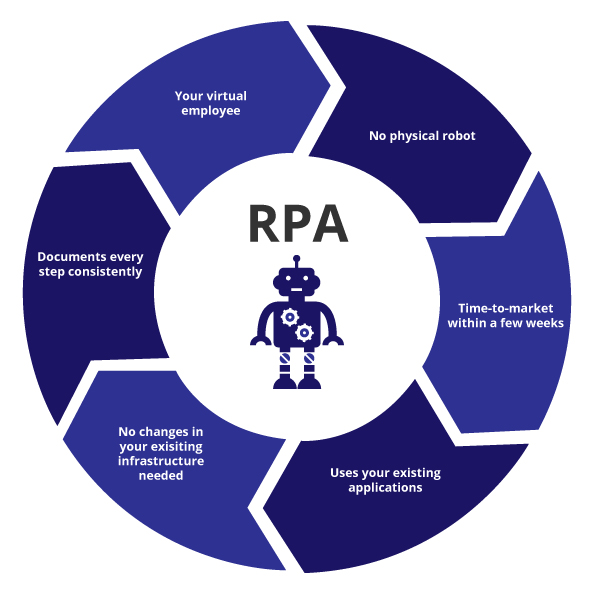 Your virtual
employee
No physical robot
RPA
Documents every
step consistently
Time-to-market
within a few weeks
No changes in
your exisiting
infrastructure
needed
Uses your existing
applications